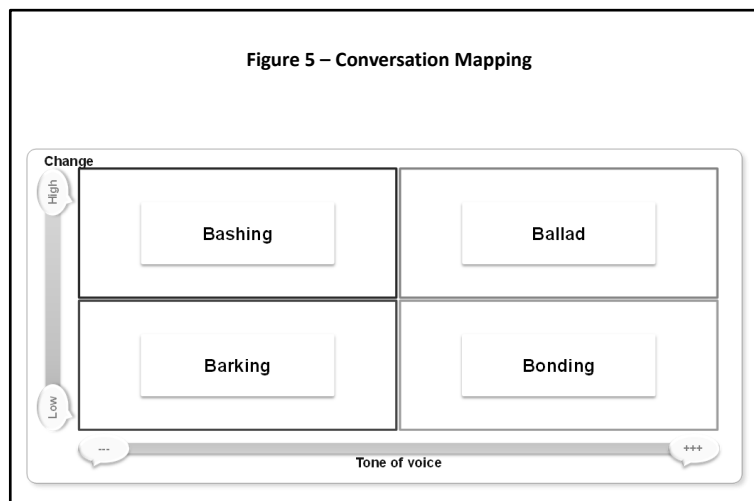 Figure 5 – Conversation Mapping
Change
High
Bashing
Ballad
Barking
Bonding
Low
---
+++
Tone of voice